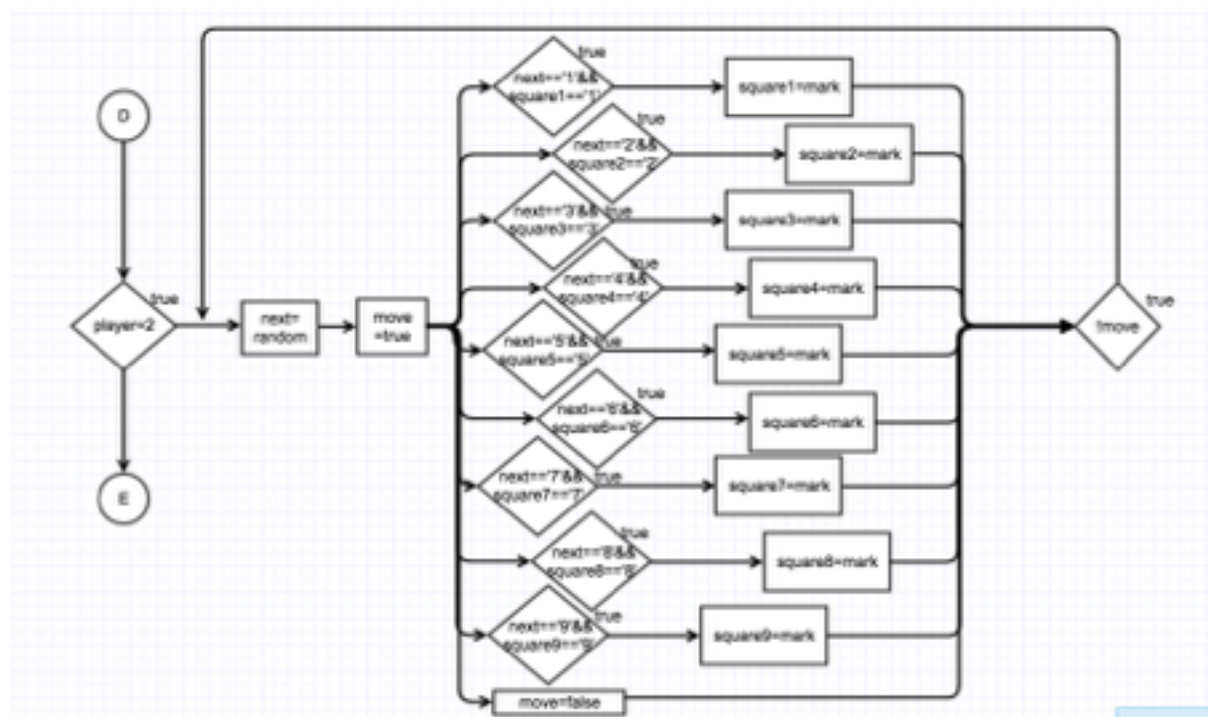 D
player=2
true
E
next=
random
move
=true
true
next=='1'&&
square1=='1'
square1=mark
true
next=='2'&&
square2=='2'
square2=mark
true
next=='3'&&
square3=='3'
square3=mark
true
next=='4'&&
square4=='4'
square4=mark
true
next=='5'&&
square5=='5'
square5=mark
true
next=='6'&&
square6=='6'
square6=mark
true
next=='7'&&
square7=='7'
square7=mark
true
next=='8'&&
square8=='8'
square8=mark
true
next=='9'&&
square9=='9'
square9=mark
move=false
!move
true